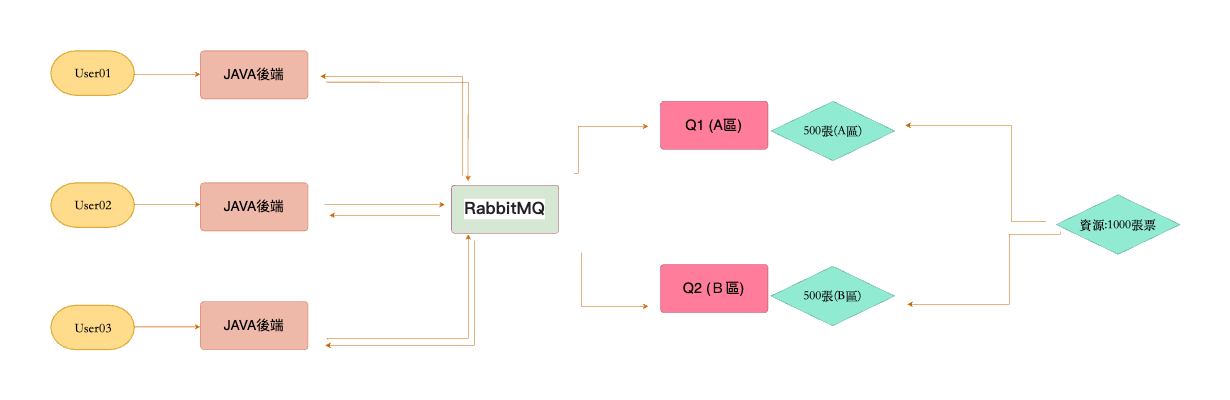 User01
JAVA後端
Q1 (A區)
500張(A區)
User02
JAVA後端
RabbitMQ
資源:1000張票
Q2 (Ｂ區)
500張(B區)
User03
JAVA後端